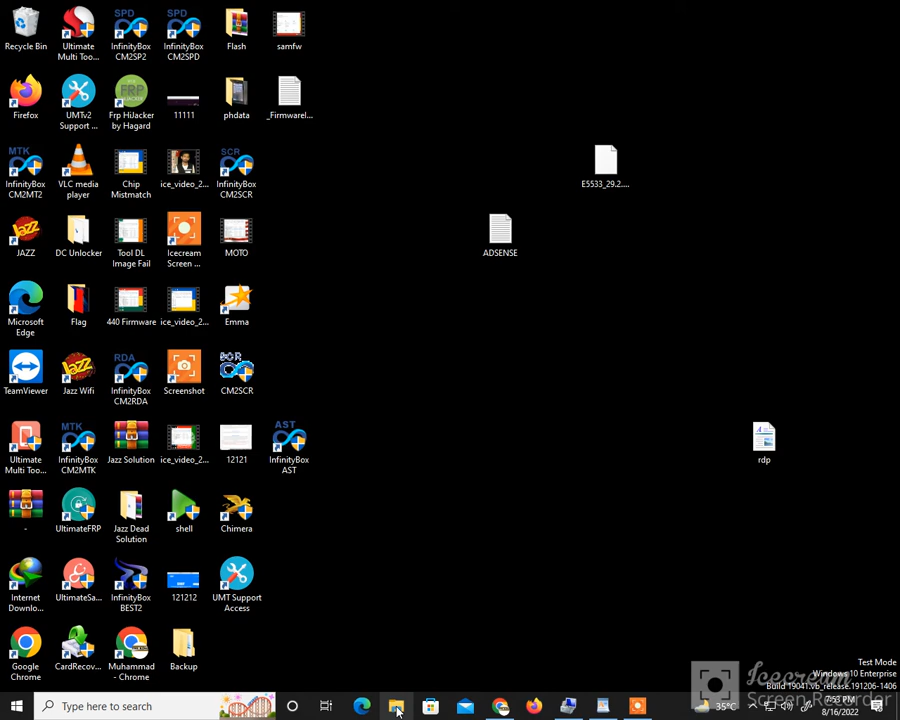 Recycle Bin
Ultimate
Multi Too...
SPD
InfinityBox
CM2SP2
SPD
InfinityBox
CM2SPD
Flash
samfw
Firefox
UMTv2
Support ...
Frp HiJacker
by Hagard
11111
phdata
_FirmwareI...
MTK
InfinityBox
CM2MT2
VLC media
player
Chip
Mismatch
ice_video_2...
SCR
InfinityBox
CM2SCR
E5533_29.2....
JAZZ
DC Unlocker
Tool DL
Image Fail
Icecream
Screen ...
MOTO
ADSENSE
Microsoft
Edge
Flag
440 Firmware
ice_video_2...
Emma
TeamViewer
Jazz Wifi
RDA
InfinityBox
CM2RDA
Screenshot
SCR
CM2SCR
Ultimate
Multi Too...
MTK
InfinityBox
CM2MTK
Jazz Solution
ice_video_2...
12121
AST
InfinityBox
AST
rdp
-
UltimateFRP
Jazz Dead
Solution
shell
Chimera
Internet
Downlo...
UltimateSa...
InfinityBox
BEST2
121212
UMT Support
Access
Google
Chrome
CardRecov...
Muhammad
- Chrome
Backup
Test Mode
Windows 10 Enterprise
Build 19041.vb_release.191206-1406
Icecream
Screen Recorder
Type here to search
35°C
7:53 PM
8/16/2022